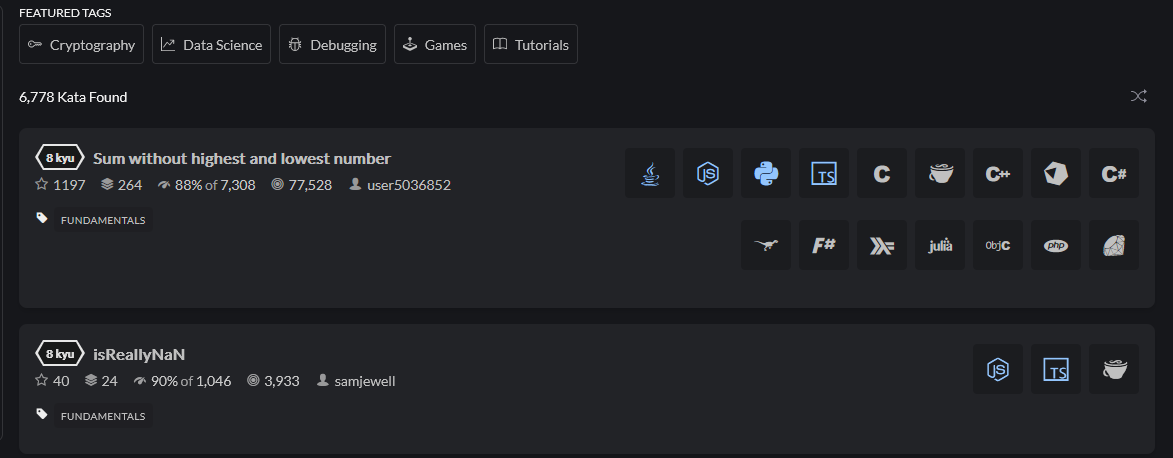 FEATURED TAGS
Cryptography Data Science Debugging Games Tutorials
6,778 Kata Found
8 kyu Sum without highest and lowest number
1197 264 88% of 7,308 77,528 user5036852
FUNDAMENTALS
JS TS C C++ C#
F# julia ObjC php
8 kyu isReallyNaN
40 24 90% of 1,046 3,933 samjewell
JS TS
FUNDAMENTALS